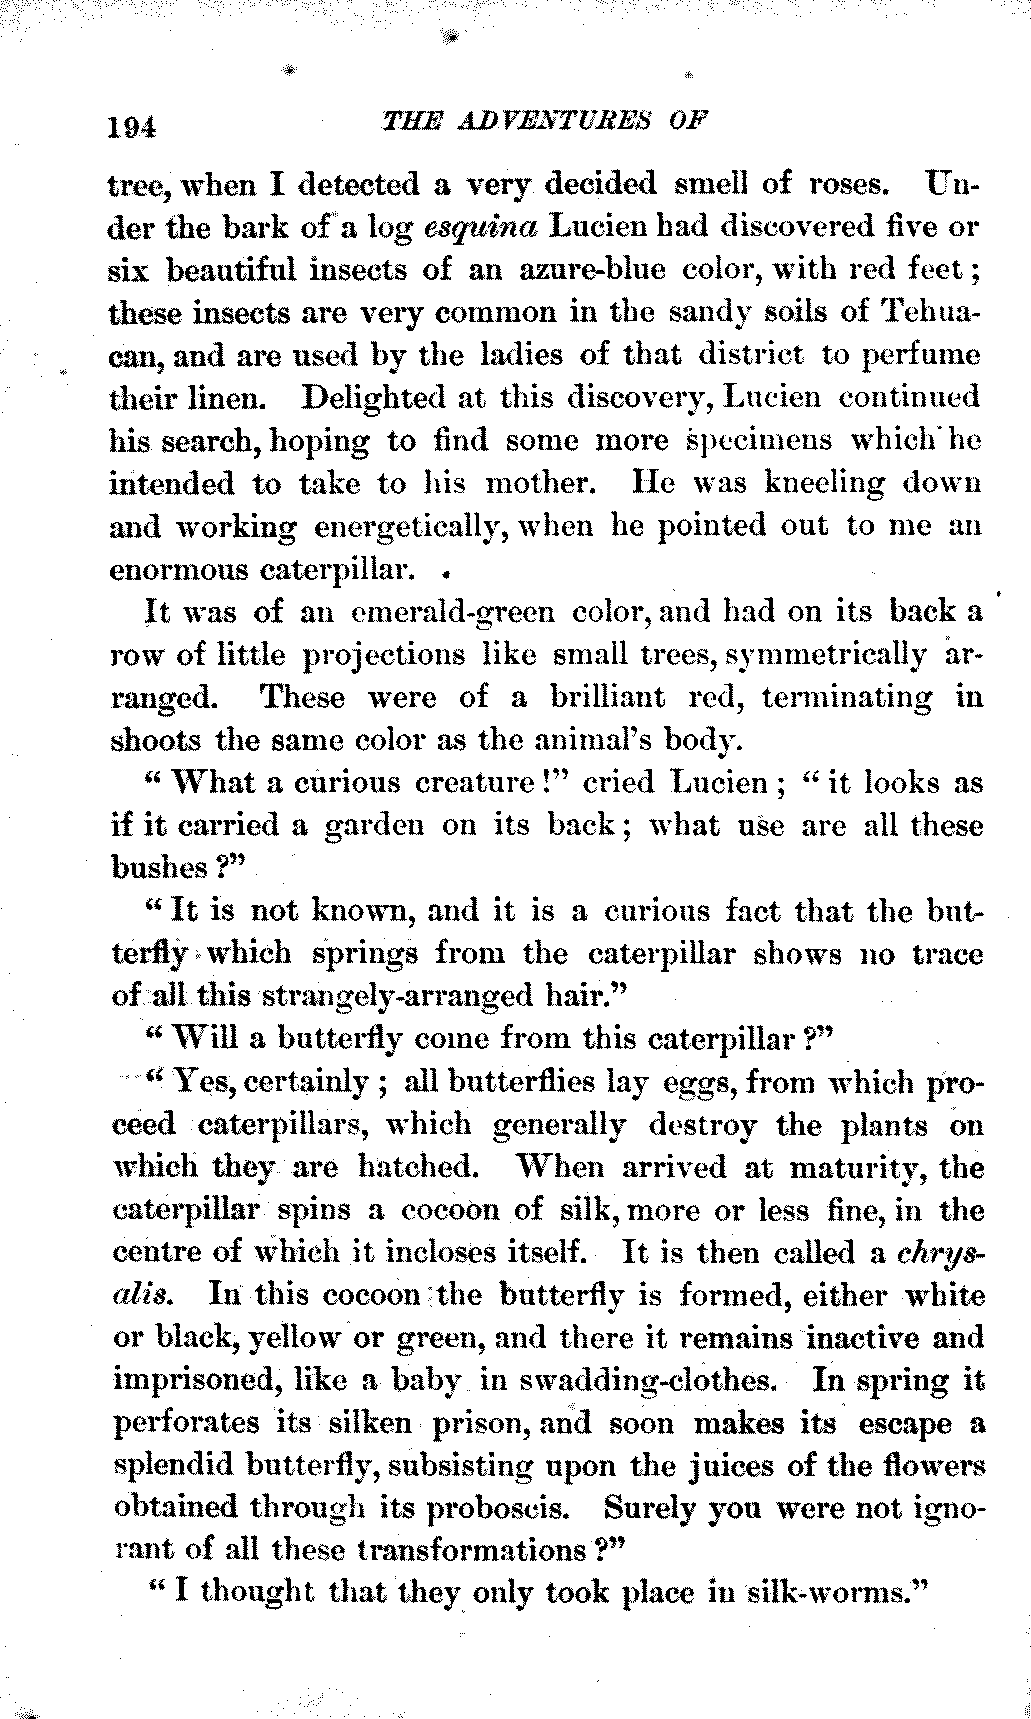 194 THE ADVENTURES OF
tree, when I detected a very decided smell of roses. Un-
der the bark of a log esquina Lucien had discovered five or
six beautiful insects of an azure-blue color, with red feet;
these insects are very common in the sandy soils of Tehua-
can, and are used by the ladies of that district to perfume
their linen. Delighted at this discovery, Lucien continued
his search, hoping to find some more specimens which he
intended to take to his mother. He was kneeling down
and working energetically, when he pointed out to me an
enormous caterpillar.
It was of an emerald-green color, and had on its back a
row of little projections like small trees, symmetrically ar-
ranged. These were of a brilliant red, terminating in
shoots the same color as the animal's body.
"What a curious creature!" cried Lucien; "it looks as
if it carried a garden on its back; what use are all these
bushes?"
"It is not known, and it is a curious fact that the but-
terfly which springs from the caterpillar shows no trace
of all this strangely-arranged hair."
"Will a butterfly come from this caterpillar?"
"Yes, certainly; all butterflies lay eggs, from which pro-
ceed caterpillars, which generally destroy the plants on
which they are hatched. When arrived at maturity, the
caterpillar spins a cocoon of silk, more or less fine, in the
centre of which it incloses itself. It is then called a chrys-
alis. In this cocoon the butterfly is formed, either white
or black, yellow or green, and there it remains inactive and
imprisoned, like a baby in swadding-clothes. In spring it
perforates its silken prison, and soon makes its escape a
splendid butterfly, subsisting upon the juices of the flowers
obtained through its proboscis. Surely you were not igno-
rant of all these transformations?"
"I thought that they only took place in silk-worms."